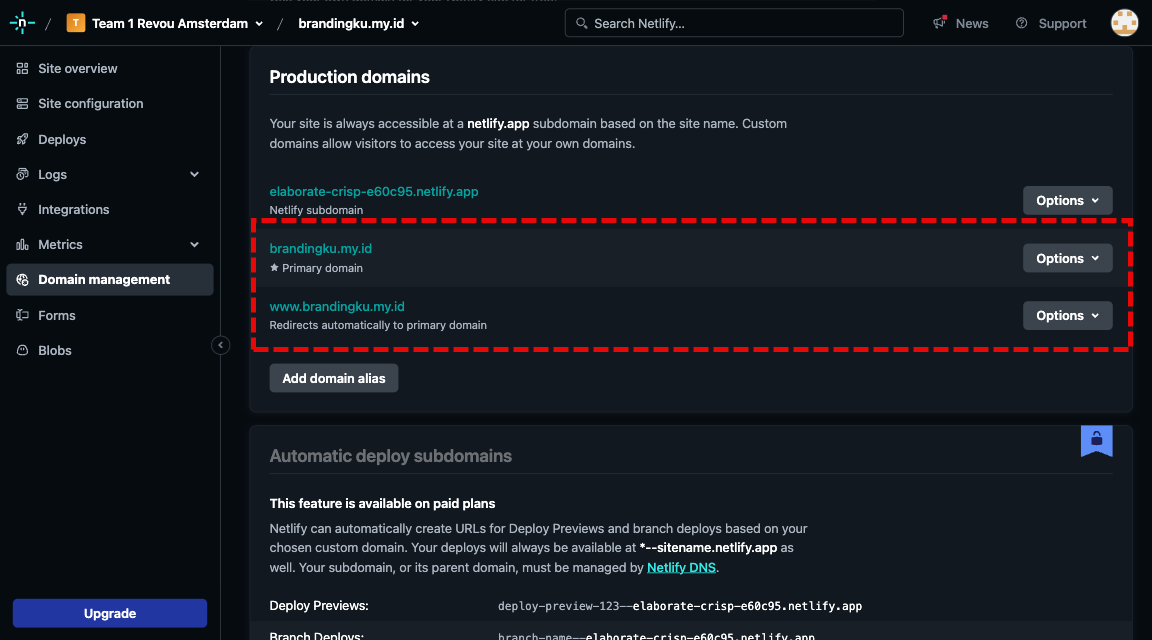 Team 1 Revou Amsterdam
/
brandingku.my.id
Search Netlify...
News
Support
T
Site overview
Site configuration
Deploys
Logs
Integrations
Metrics
Domain management
Forms
Blobs
Upgrade
Production domains
Your site is always accessible at a netlify.app subdomain based on the site name. Custom
domains allow visitors to access your site at your own domains.
elaborate-crisp-e60c95.netlify.app
Netlify subdomain
Options
brandingku.my.id
Primary domain
Options
www.brandingku.my.id
Redirects automatically to primary domain
Options
Add domain alias
Automatic deploy subdomains
This feature is available on paid plans
Netlify can automatically create URLs for Deploy Previews and branch deploys based on your
chosen custom domain. Your deploys will always be available at *--sitename.netlify.app as
well. Your subdomain, or its parent domain, must be managed by Netlify DNS.
Deploy Previews: deploy-preview-123--elaborate-crisp-e60c95.netlify.app
Branch Deploys: branch-name--elaborate-crisp-e60c95.netlify.app